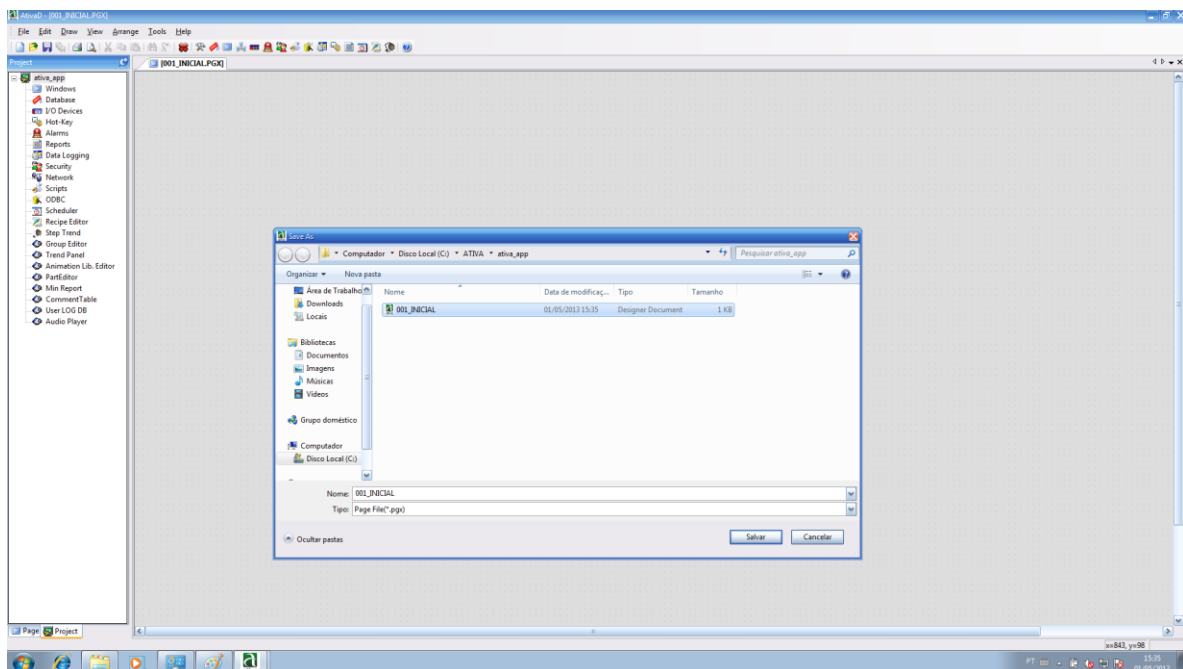 AtivaD - [001_INICIAL.PGX]
File Edit Draw View Arrange Tools Help
Project
[001_INICIAL.PGX]
ativa_app
Windows
Database
I/O Devices
Hot-Key
Alarms
Reports
Data Logging
Security
Network
Scripts
ODBC
Scheduler
Recipe Editor
Step Trend
Group Editor
Trend Panel
Animation Lib. Editor
PartEditor
Min Report
CommentTable
User LOG DB
Audio Player
Save As
Computador Disco Local (C:) ATIVA ativa_app
Pesquisar ativa_app
Organizar Nova pasta
Área de Trabalho
Downloads
Locais
Bibliotecas
Documentos
Imagens
Músicas
Vídeos
Grupo doméstico
Computador
Disco Local (C:)
Nome Data de modificaç... Tipo Tamanho
001_INICIAL 01/05/2013 15:35 Designer Document 1 KB
Nome: 001_INICIAL
Tipo: Page File(*.pgx)
Ocultar pastas
Salvar Cancelar
Page Project
x=843, y=98
PT 15:35
01/05/2013